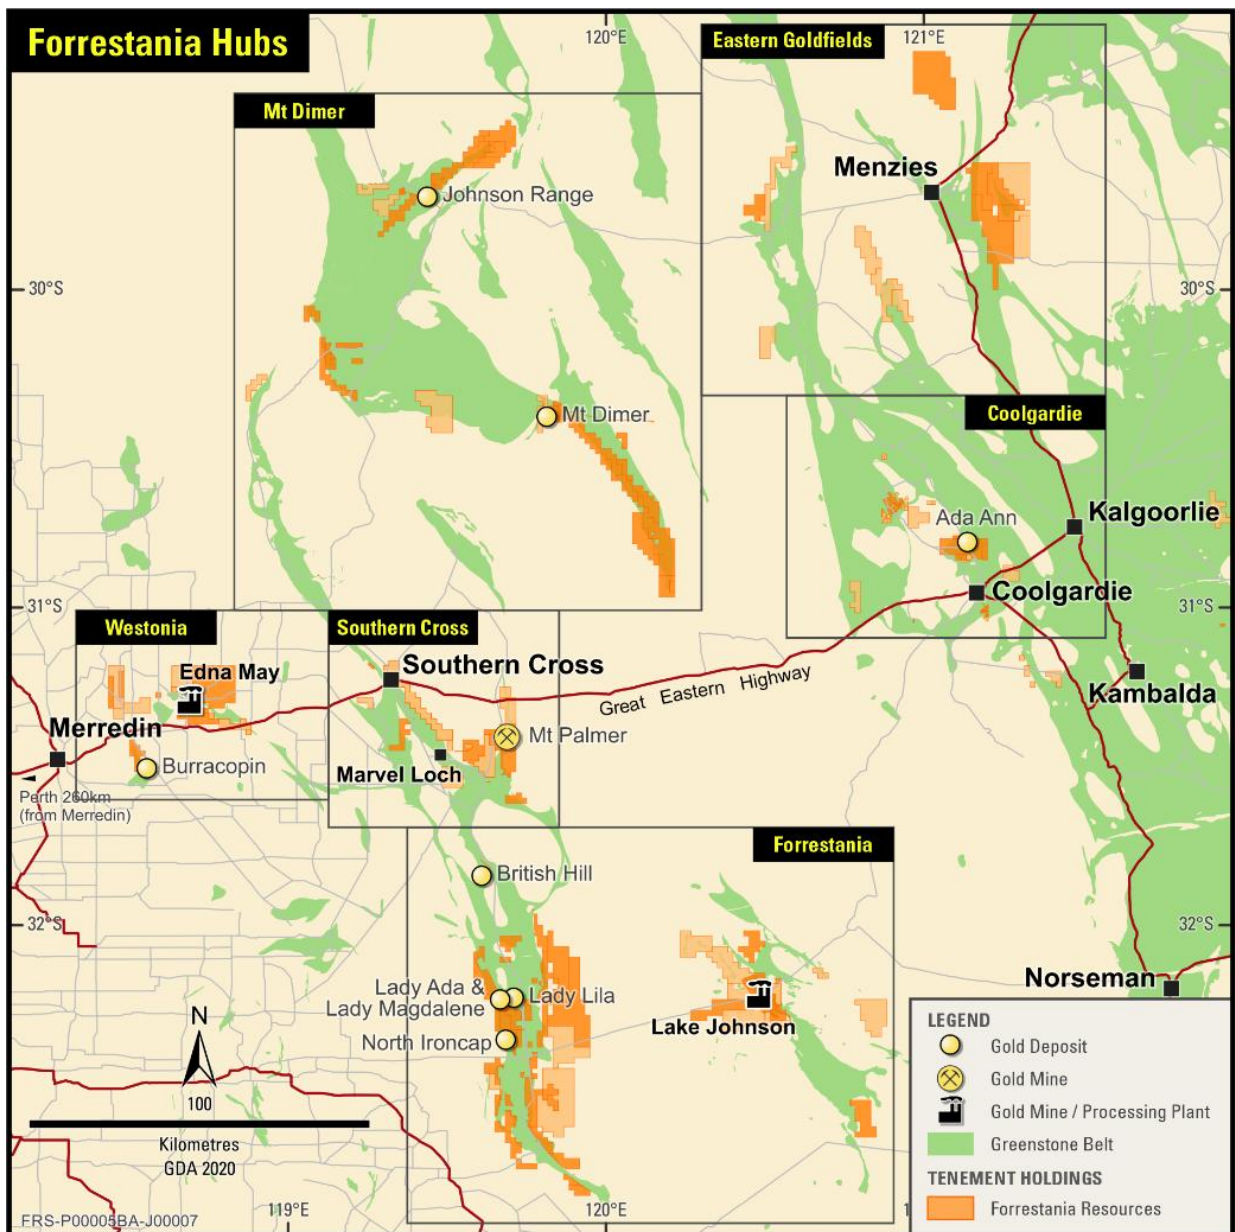 Forrestania Hubs
120°E
Eastern Goldfields
121°E
Mt Dimer
Menzies
Johnson Range
30°S
30°S
Mt Dimer
Coolgardie
Ada Ann
Kalgoorlie
Coolgardie
31°S
31°S
Westonia
Southern Cross
Edna May
Southern Cross
Great Eastern Highway
Kambalda
Merredin
Mt Palmer
Burracopin
Marvel Loch
Perth 260km
(from Merredin)
Forrestania
British Hill
32°S
32°S
Lady Ada &
Lady Magdalene
Lady Lila
Norseman
North Ironcap
Lake Johnson
N
100
Kilometres
GDA 2020
119°E
120°E
FRS-P00005BA-J00007
LEGEND
Gold Deposit
Gold Mine
Gold Mine / Processing Plant
Greenstone Belt
TENEMENT HOLDINGS
Forrestania Resources